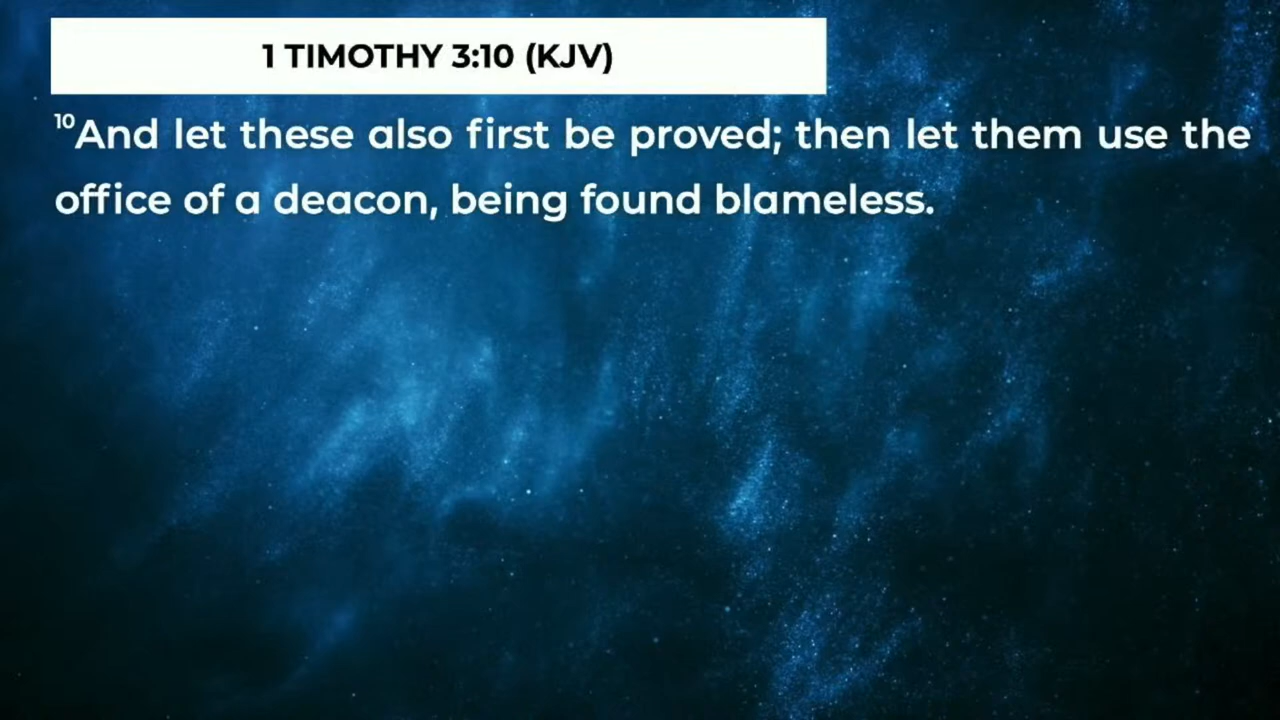 1 TIMOTHY 3:10 (KJV)
¹⁰And let these also first be proved; then let them use the
office of a deacon, being found blameless.